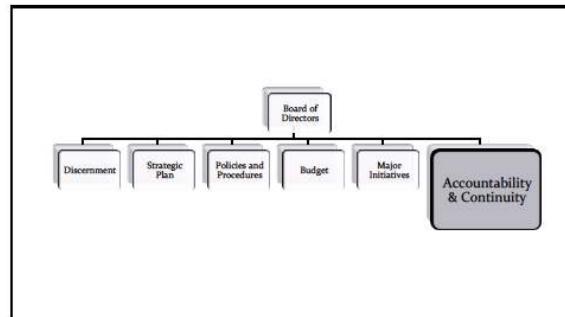 Board of
Directors
Discernment
Strategic
Plan
Policies and
Procedures
Budget
Major
Initiatives
Accountability
& Continuity